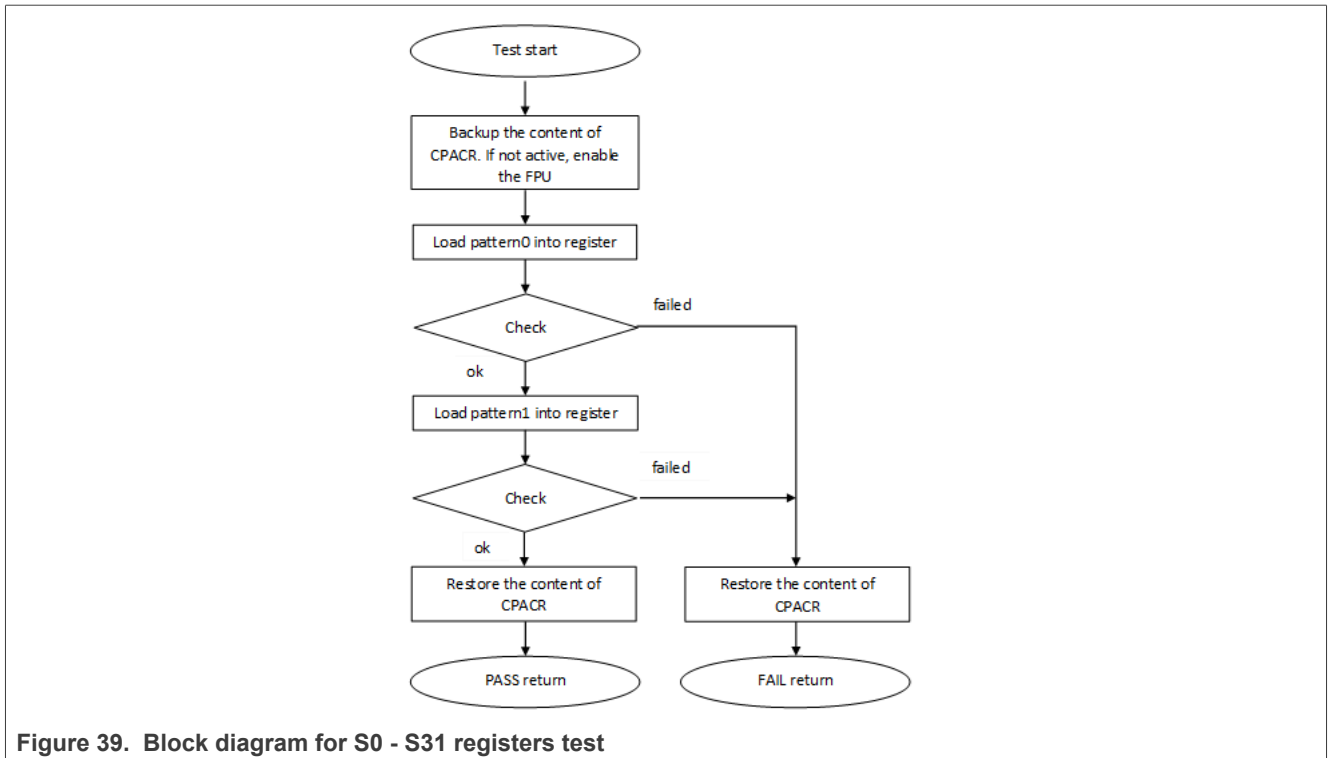 Test start
Backup the content of
CPACR. If not active, enable
the FPU
Load pattern0 into register
Check
failed
ok
Load pattern1 into register
Check
failed
ok
Restore the content of
CPACR
Restore the content of
CPACR
PASS return
FAIL return
Figure 39. Block diagram for S0 - S31 registers test